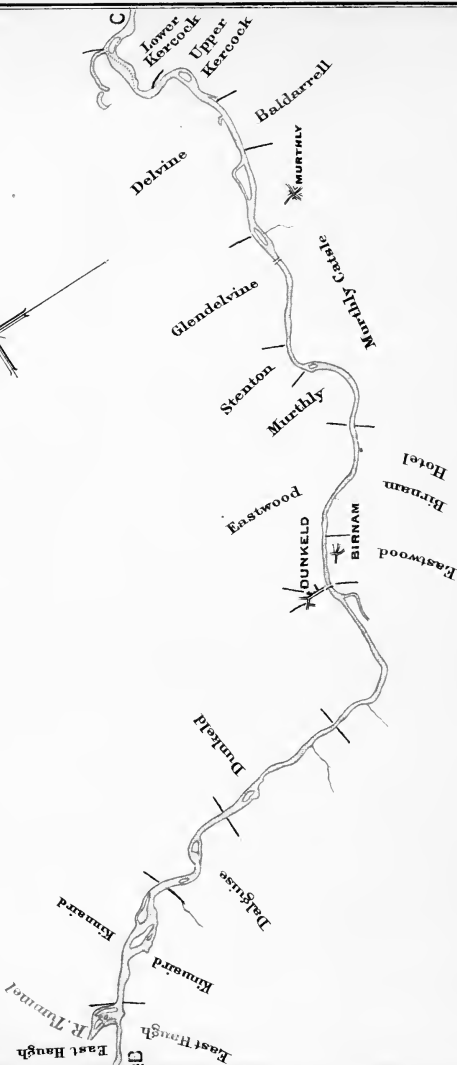 C
Lower
Kercock
Upper
Kercock
Baldarrell
Delvine
MURTHLY
Glendelvine
Murthly Catsle
Stenton
Murthly
Birnam
Hotel
Eastwood
DUNKELD
BIRNAM
Eastwood
Dunkeld
Dalguise
Kinnaird
Kinnaird
R. Tummel
East Haugh
East Haugh
D